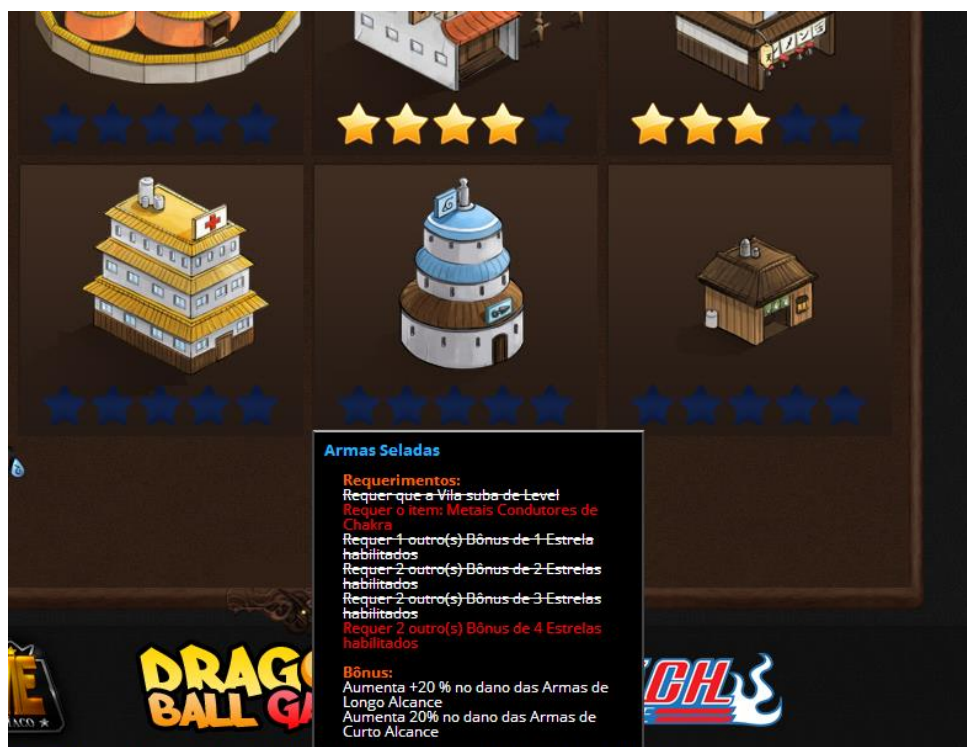 Armas Seladas
Requerimentos:
Requer que a Vila suba de Level
Requer o item: Metais Condutores de
Chakra
Requer 1 outro(s) Bônus de 1 Estrela
habilitados
Requer 2 outro(s) Bônus de 2 Estrelas
habilitados
Requer 2 outro(s) Bônus de 3 Estrelas
habilitados
Requer 2 outro(s) Bônus de 4 Estrelas
habilitados
Bônus:
Aumenta +20 % no dano das Armas de
Longo Alcance
Aumenta 20% no dano das Armas de
Curto Alcance
DRAG
BALL GA
CH